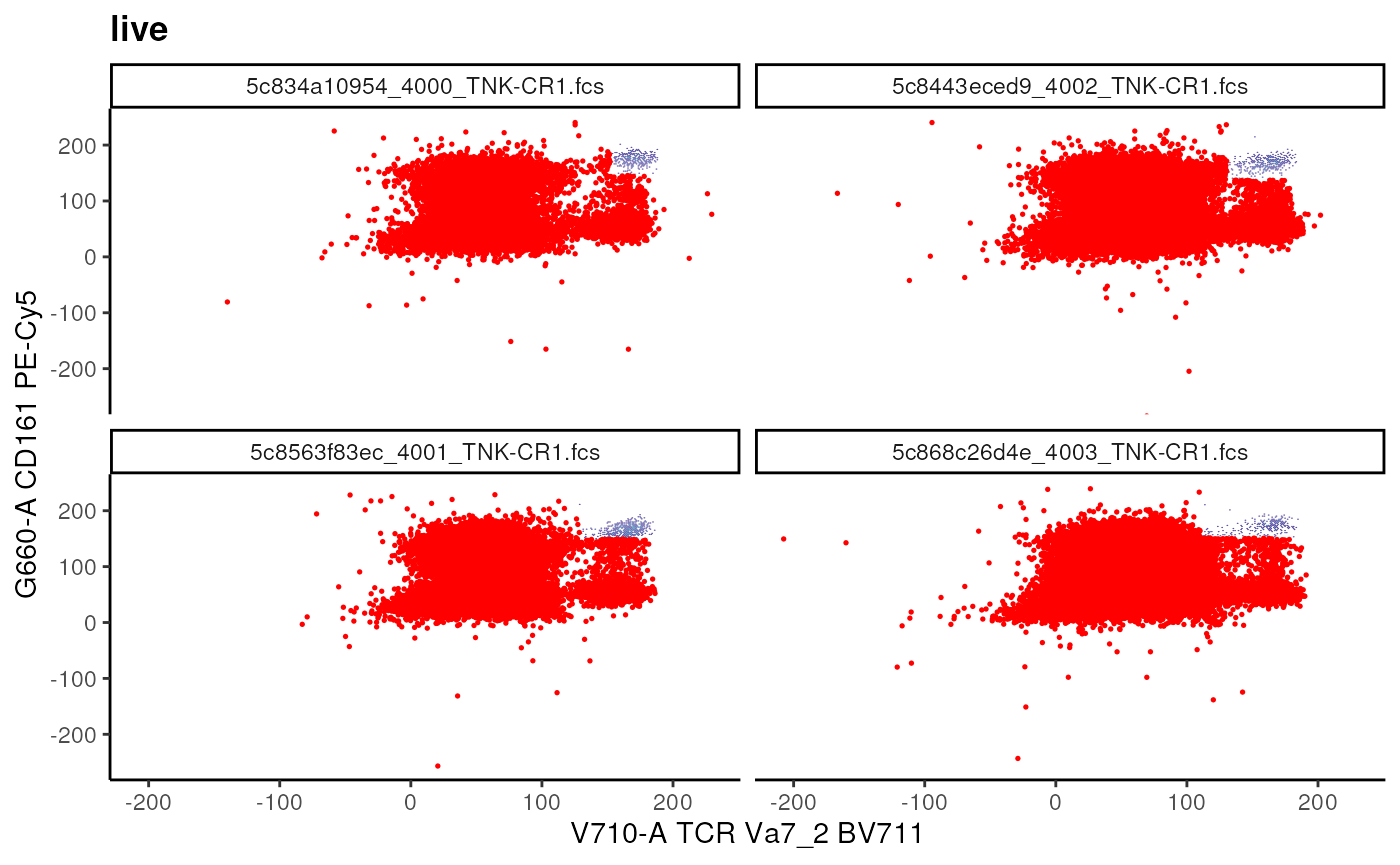 live
5c834a10954_4000_TNK-CR1.fcs
5c8443eced9_4002_TNK-CR1.fcs
200
100
0
-100
-200
5c8563f83ec_4001_TNK-CR1.fcs
5c868c26d4e_4003_TNK-CR1.fcs
200
100
0
-100
-200
G660-A CD161 PE-Cy5
-200 -100 0 100 200
-200 -100 0 100 200
V710-A TCR Va7_2 BV711